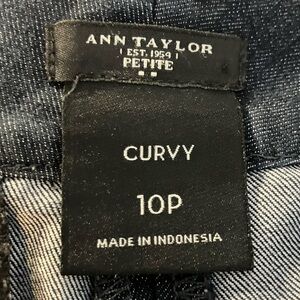 ANN TAYLOR
EST. 1954
PETITE
CURVY
10P
MADE IN INDONESIA